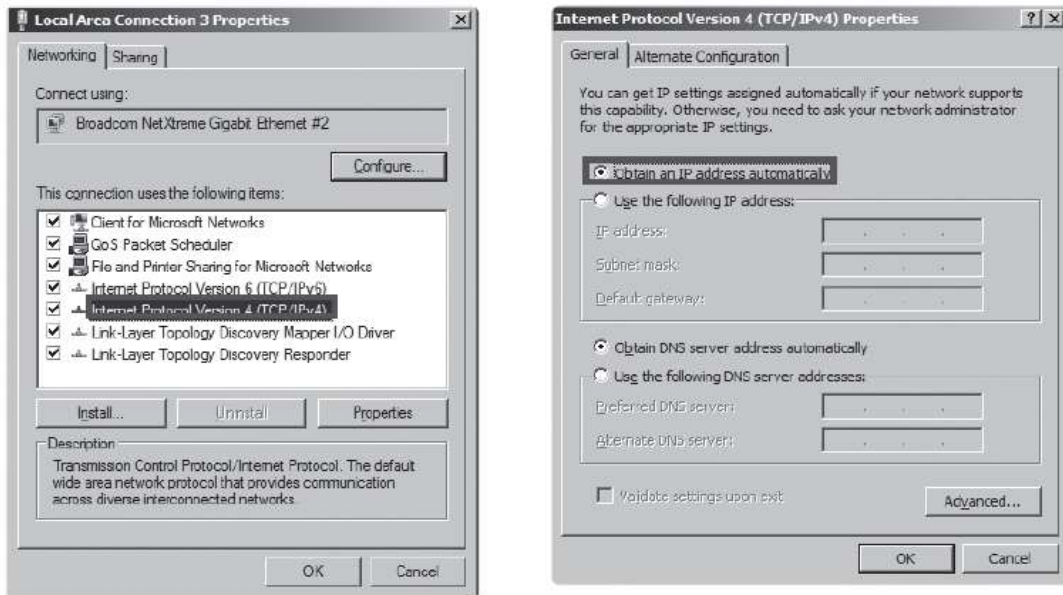 Local Area Connection 3 Properties
Networking
Sharing
Connect using:
Broadcom NetXtreme Gigabit Ethernet #2
Configure...
This connection uses the following items:
Client for Microsoft Networks
QoS Packet Scheduler
File and Printer Sharing for Microsoft Networks
Internet Protocol Version 6 (TCP/IPv6)
Internet Protocol Version 4 (TCP/IPv4)
Link-Layer Topology Discovery Mapper I/O Driver
Link-Layer Topology Discovery Responder
Install...
Uninstall
Properties
Description
Transmission Control Protocol/Internet Protocol. The default
wide area network protocol that provides communication
across diverse interconnected networks.
OK
Cancel
Internet Protocol Version 4 (TCP/IPv4) Properties
General
Alternate Configuration
You can get IP settings assigned automatically if your network supports
this capability. Otherwise, you need to ask your network administrator
for the appropriate IP settings.
Obtain an IP address automatically
Use the following IP address:
IP address:
Subnet mask:
Default gateway:
Obtain DNS server address automatically
Use the following DNS server addresses:
Preferred DNS server:
Alternate DNS server:
Validate settings upon exit
Advanced...
OK
Cancel